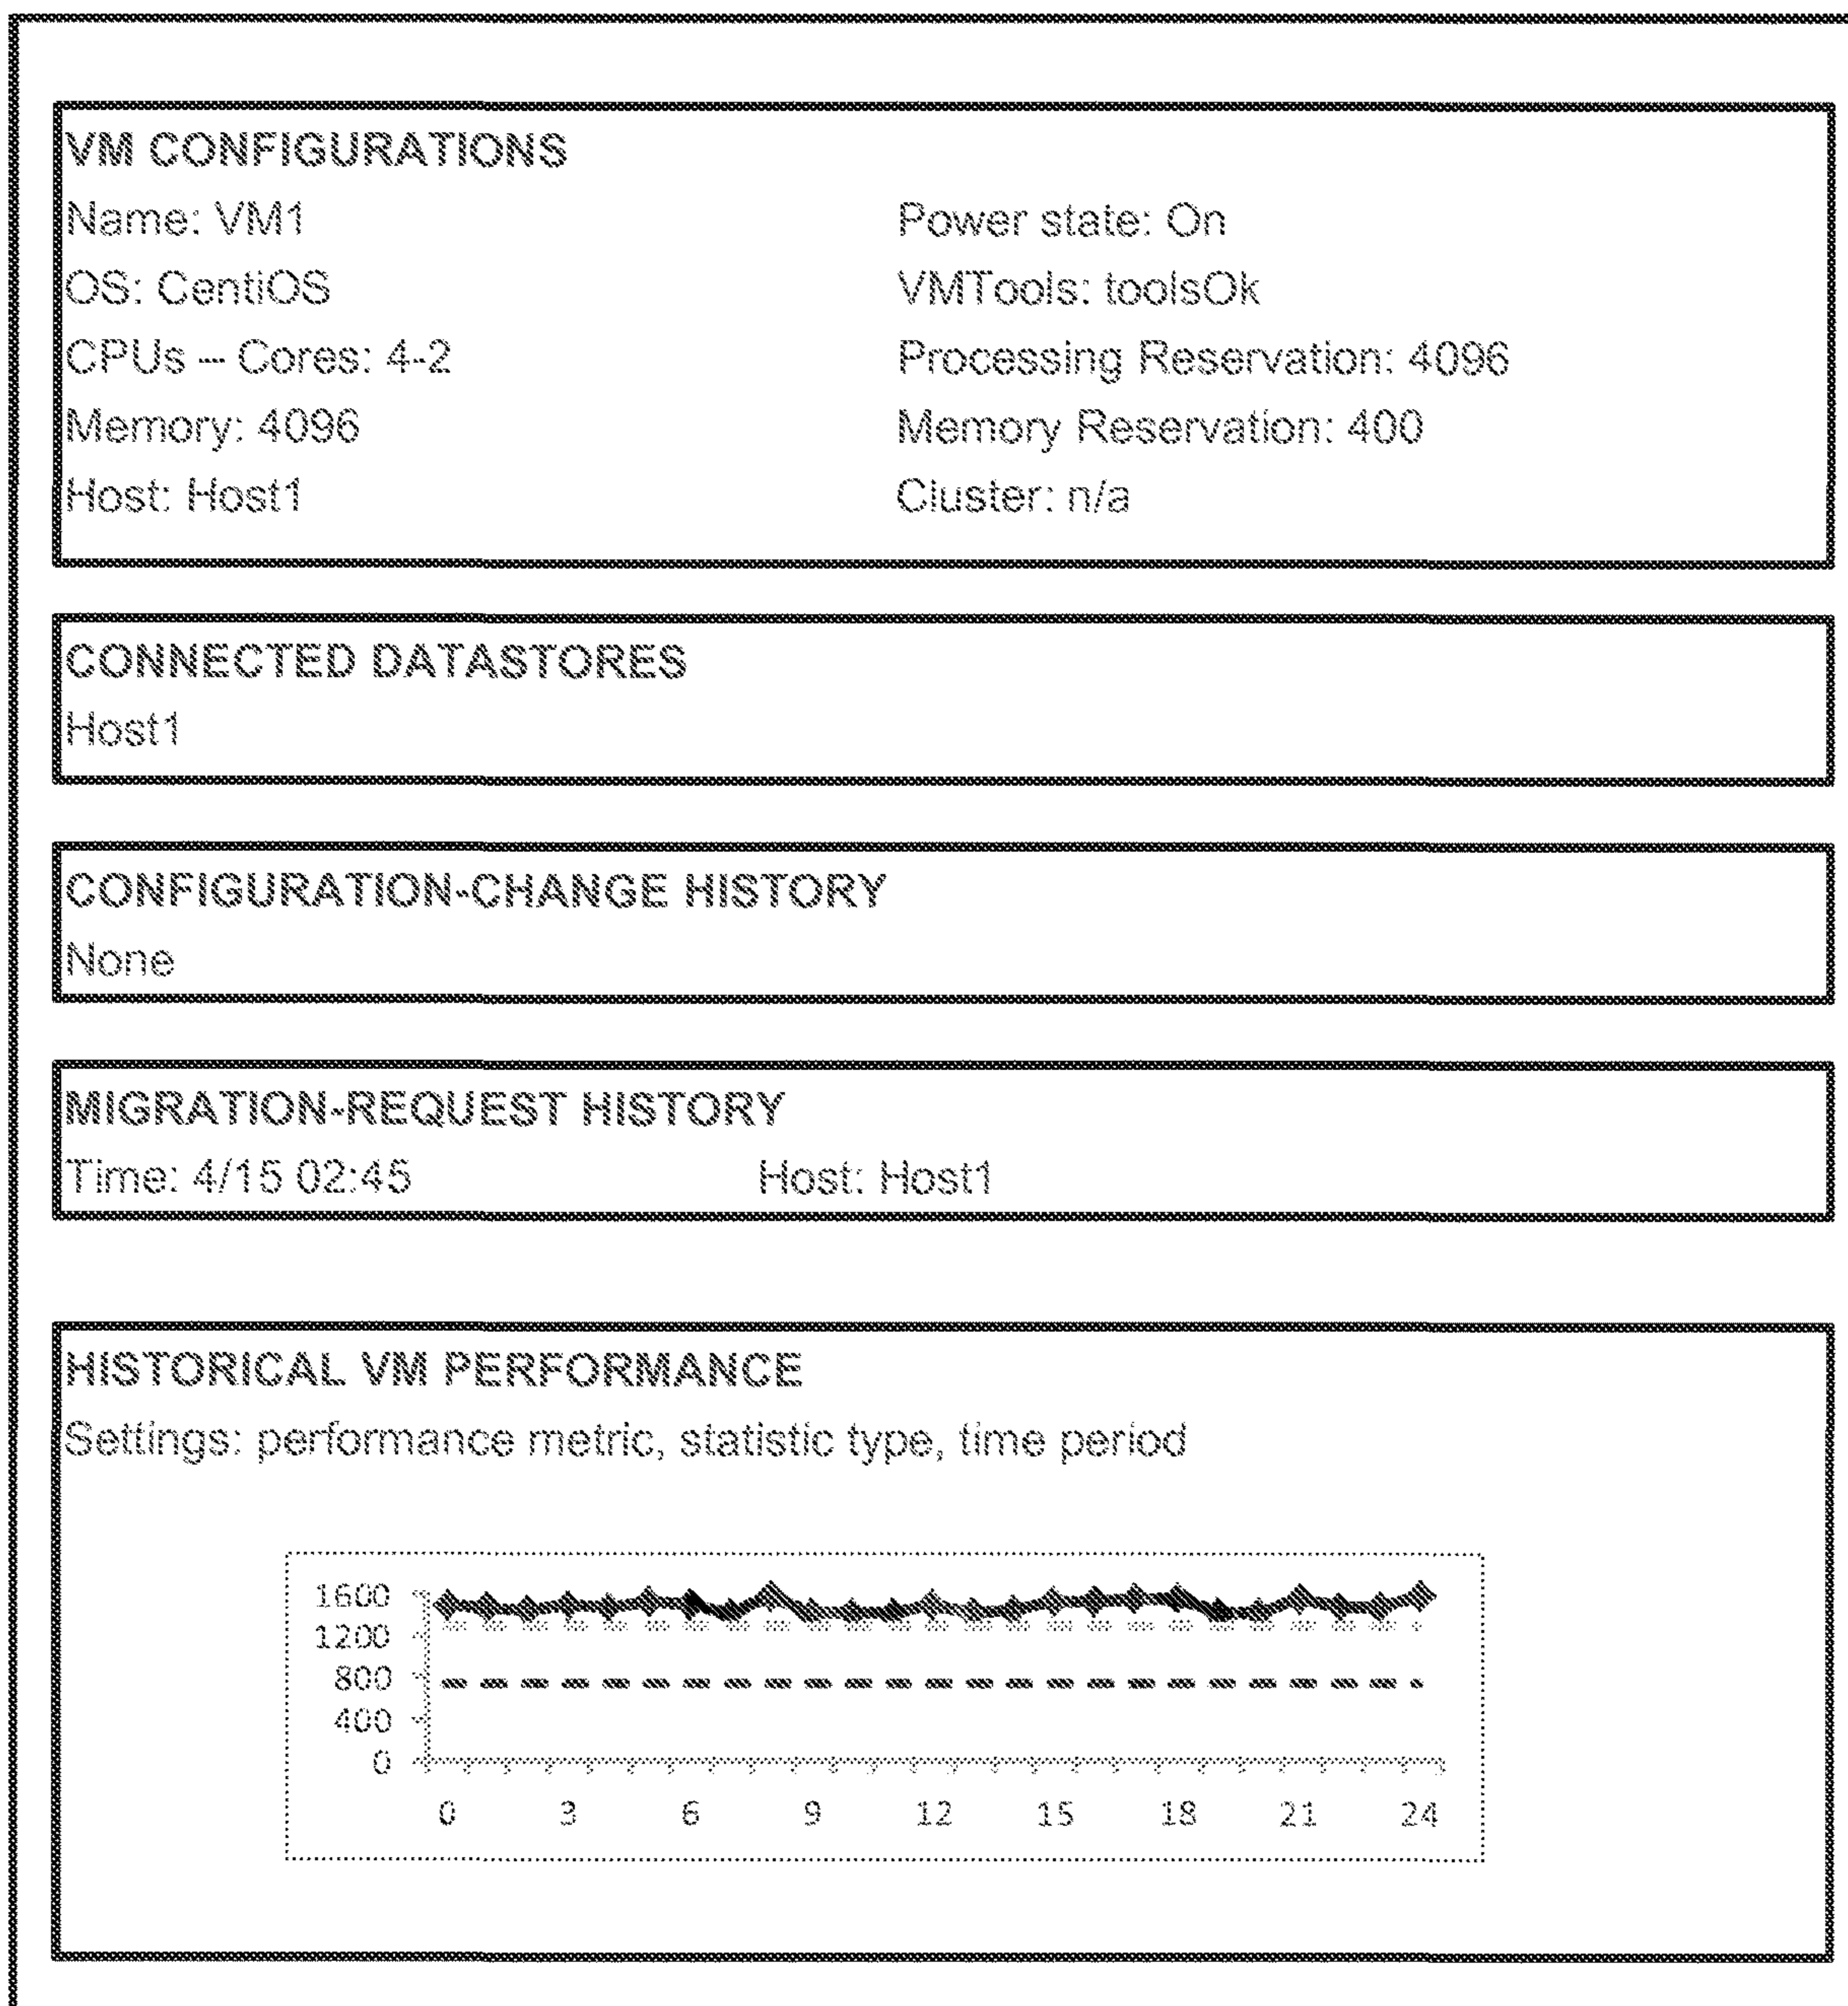 VM CONFIGURATIONS
Name: VM1 Power state: On
OS: CentiOS VMTools: toolsOk
CPUs – Cores: 4-2 Processing Reservation: 4096
Memory: 4096 Memory Reservation: 400
Host: Host1 Cluster: n/a
CONNECTED DATASTORES
Host1
CONFIGURATION-CHANGE HISTORY
None
MIGRATION-REQUEST HISTORY
Time: 4/15 02:45 Host: Host1
HISTORICAL VM PERFORMANCE
Settings: performance metric, statistic type, time period
1600
1200
800
400
0
0 3 6 9 12 15 18 21 24